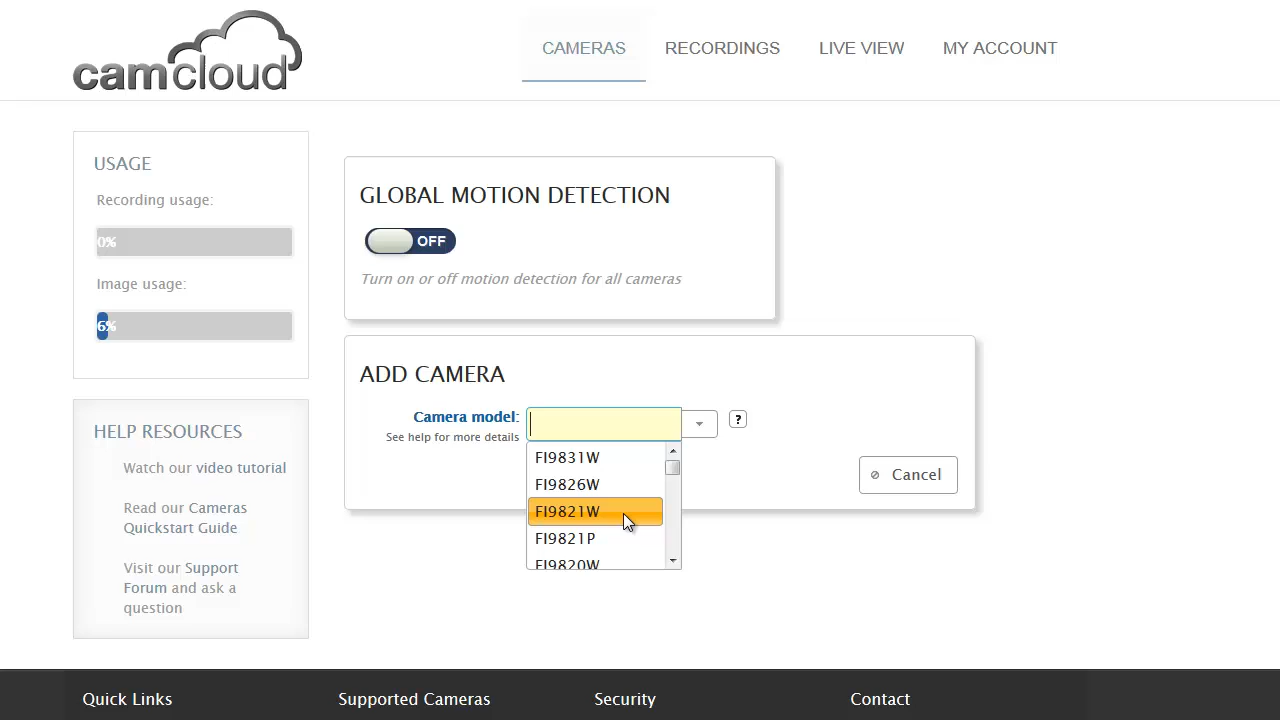 camcloud
CAMERAS
RECORDINGS
LIVE VIEW
MY ACCOUNT
USAGE
Recording usage:
0%
Image usage:
6%
HELP RESOURCES
Watch our video tutorial
Read our Cameras
Quickstart Guide
Visit our Support
Forum and ask a
question
GLOBAL MOTION DETECTION
OFF
Turn on or off motion detection for all cameras
ADD CAMERA
Camera model:
See help for more details
?
FI9831W
FI9826W
FI9821W
FI9821P
FI9820W
Cancel
Quick Links
Supported Cameras
Security
Contact